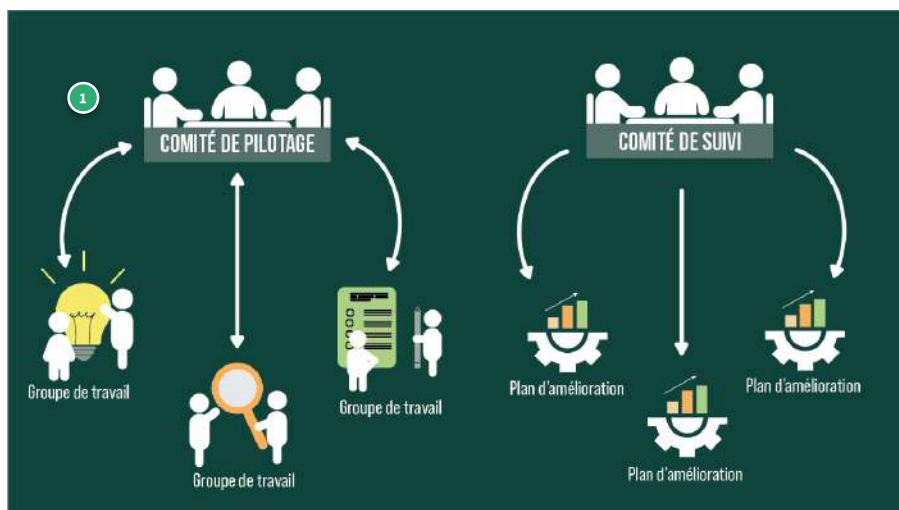 1
COMITÉ DE PILOTAGE
COMITÉ DE SUIVI
Groupe de travail
Groupe de travail
Groupe de travail
Plan d'amélioration
Plan d'amélioration
Plan d'amélioration